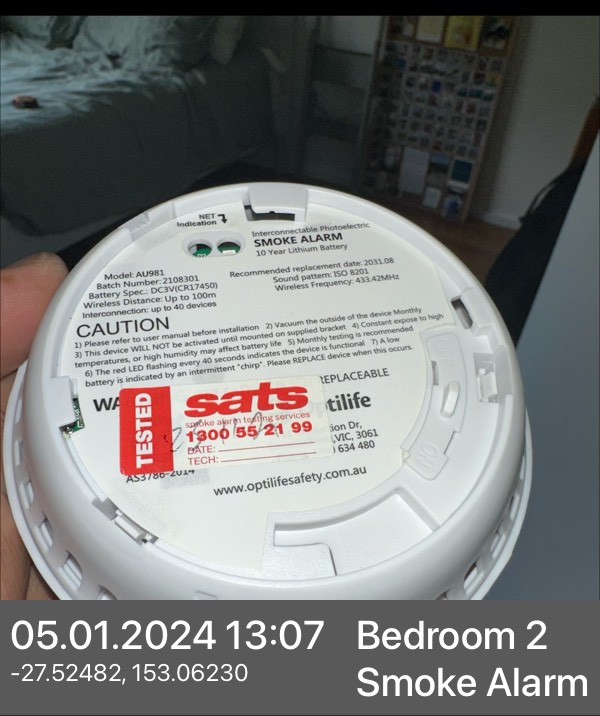 NET
Indication
Interconnectable Photoelectric
SMOKE ALARM
10 Year Lithium Battery
Model: AU981
Batch Number: 2108301
Battery Spec.: DC3V(CR17450)
Wireless Distance: Up to 100m
Interconnection: up to 40 devices
Recommended replacement date: 2031.08
Sound pattern: ISO 8201
Wireless Frequency: 433.42MHz
CAUTION
1) Please refer to user manual before installation 2) Vacuum the outside of the device Monthly
3) This device WILL NOT be activated until mounted on supplied bracket 4) Constant expose to high
temperatures, or high humidity may affect battery life 5) Monthly testing is recommended
6) The red LED flashing every 40 seconds indicates the device is functional 7) A low
battery is indicated by an intermittent "chirp". Please REPLACE device when this occurs.
WA
EPLACEABLE
TESTED
sats
smoke alarm testing services
1300 55 21 99
DATE:
TECH:
tilife
tion Dr,
,VIC, 3061
634 480
AS3786-2014
www.optilifesafety.com.au
ON
05.01.2024 13:07
-27.52482, 153.06230
Bedroom 2
Smoke Alarm